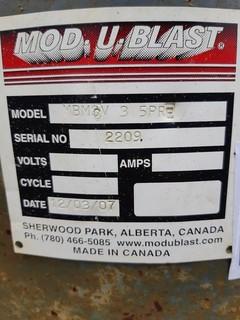 MOD. U. BLAST®
MODEL MBMPV 3 5PRE
SERIAL NO 2209
VOLTS AMPS
CYCLE
DATE 12/03/07
SHERWOOD PARK, ALBERTA, CANADA
Ph. (780) 466-5085 www.modublast.com
MADE IN CANADA